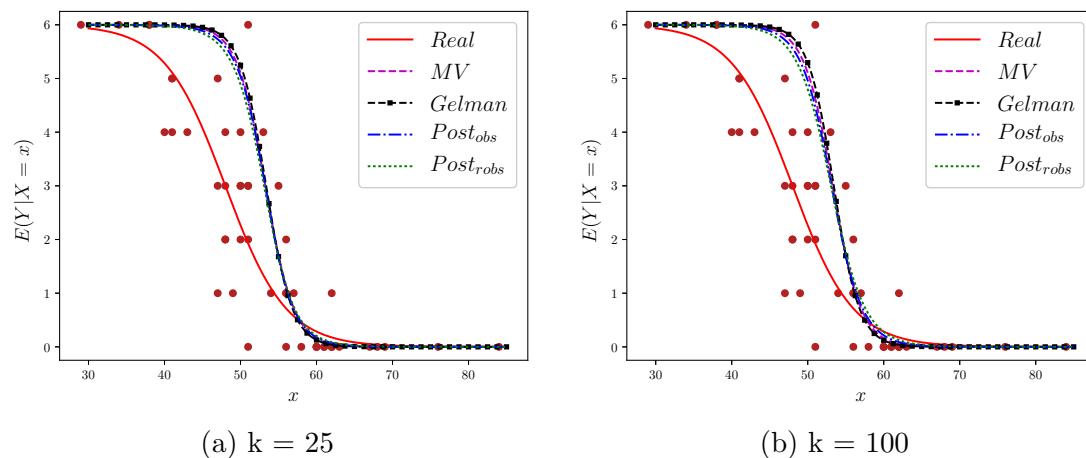 6
5
4
3
2
1
0
E(Y|X = x)
30 40 50 60 70 80
x
Real
MV
Gelman
Post_obs
Post_robs
(a) k = 25
6
5
4
3
2
1
0
E(Y|X = x)
30 40 50 60 70 80
x
Real
MV
Gelman
Post_obs
Post_robs
(b) k = 100